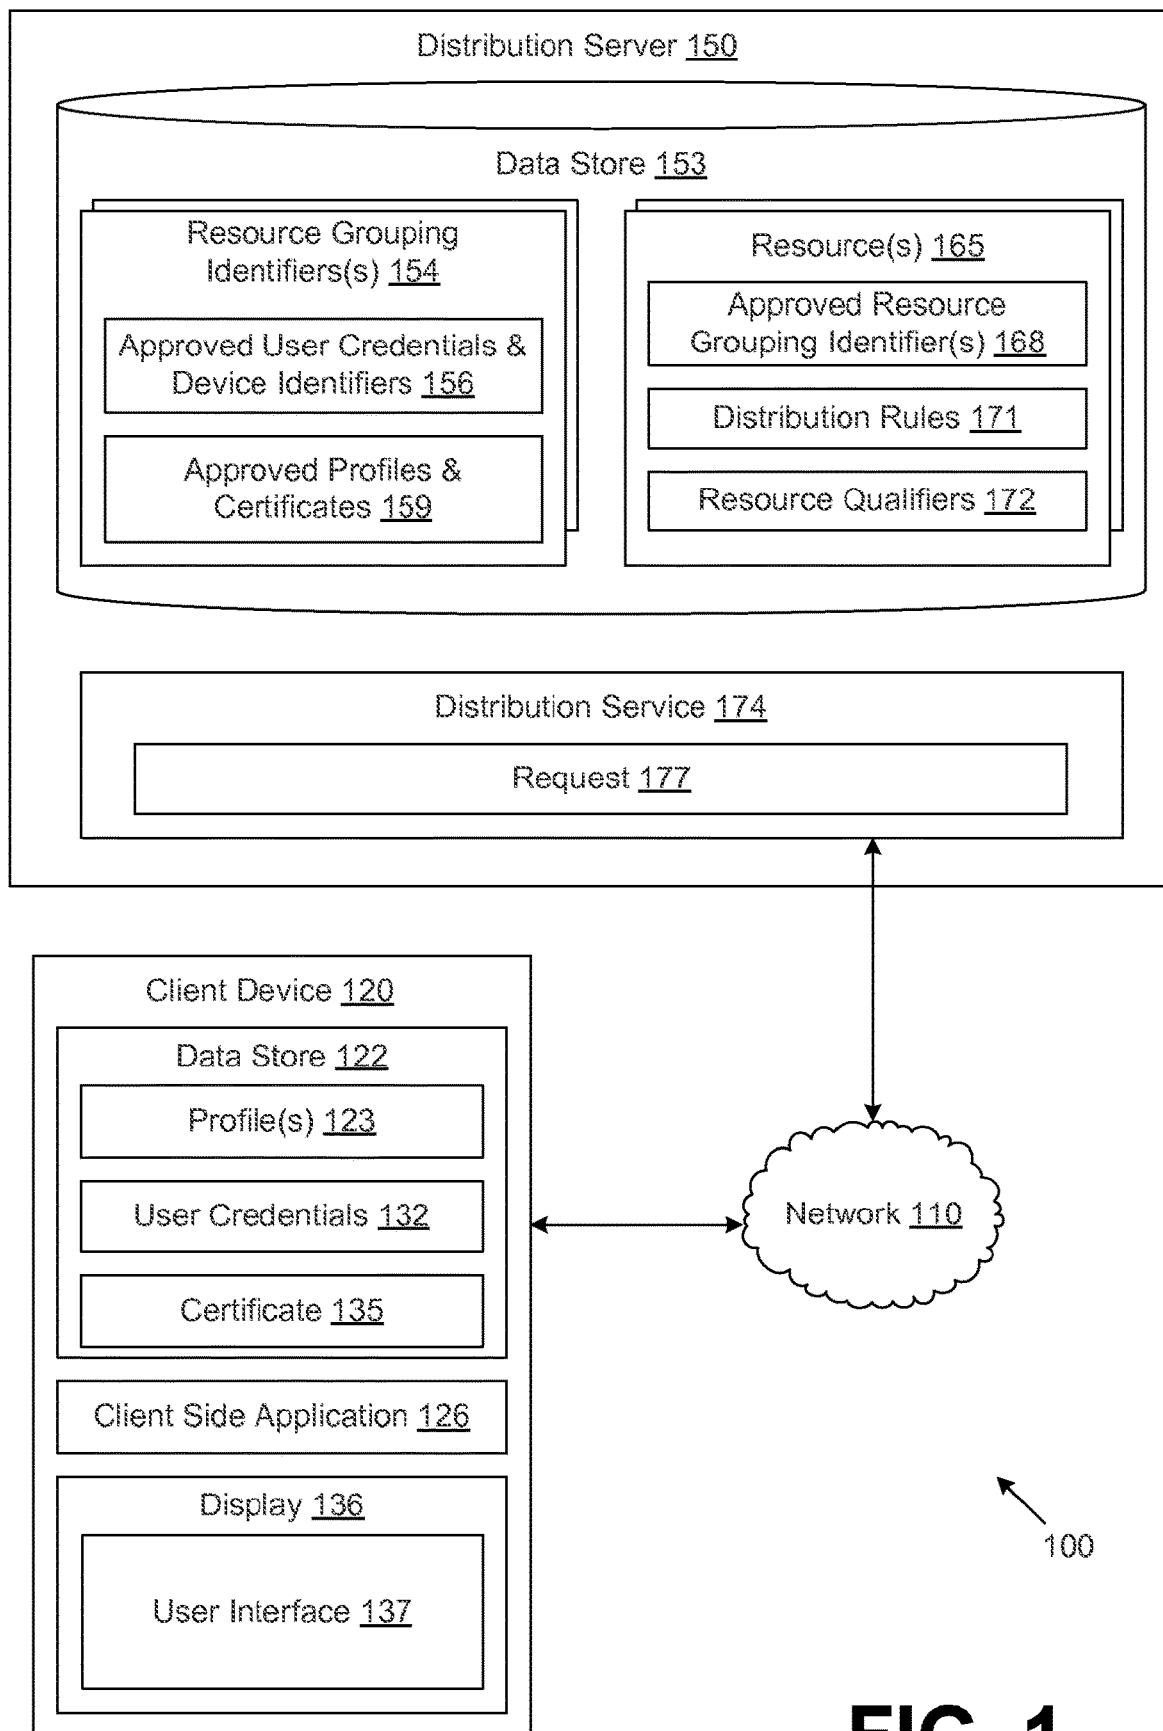 Distribution Server 150
Data Store 153
Resource Grouping
Identifiers(s) 154
Approved User Credentials &
Device Identifiers 156
Approved Profiles &
Certificates 159
Resource(s) 165
Approved Resource
Grouping Identifier(s) 168
Distribution Rules 171
Resource Qualifiers 172
Distribution Service 174
Request 177
Client Device 120
Data Store 122
Profile(s) 123
User Credentials 132
Certificate 135
Client Side Application 126
Display 136
User Interface 137
Network 110
100
FIG. 1